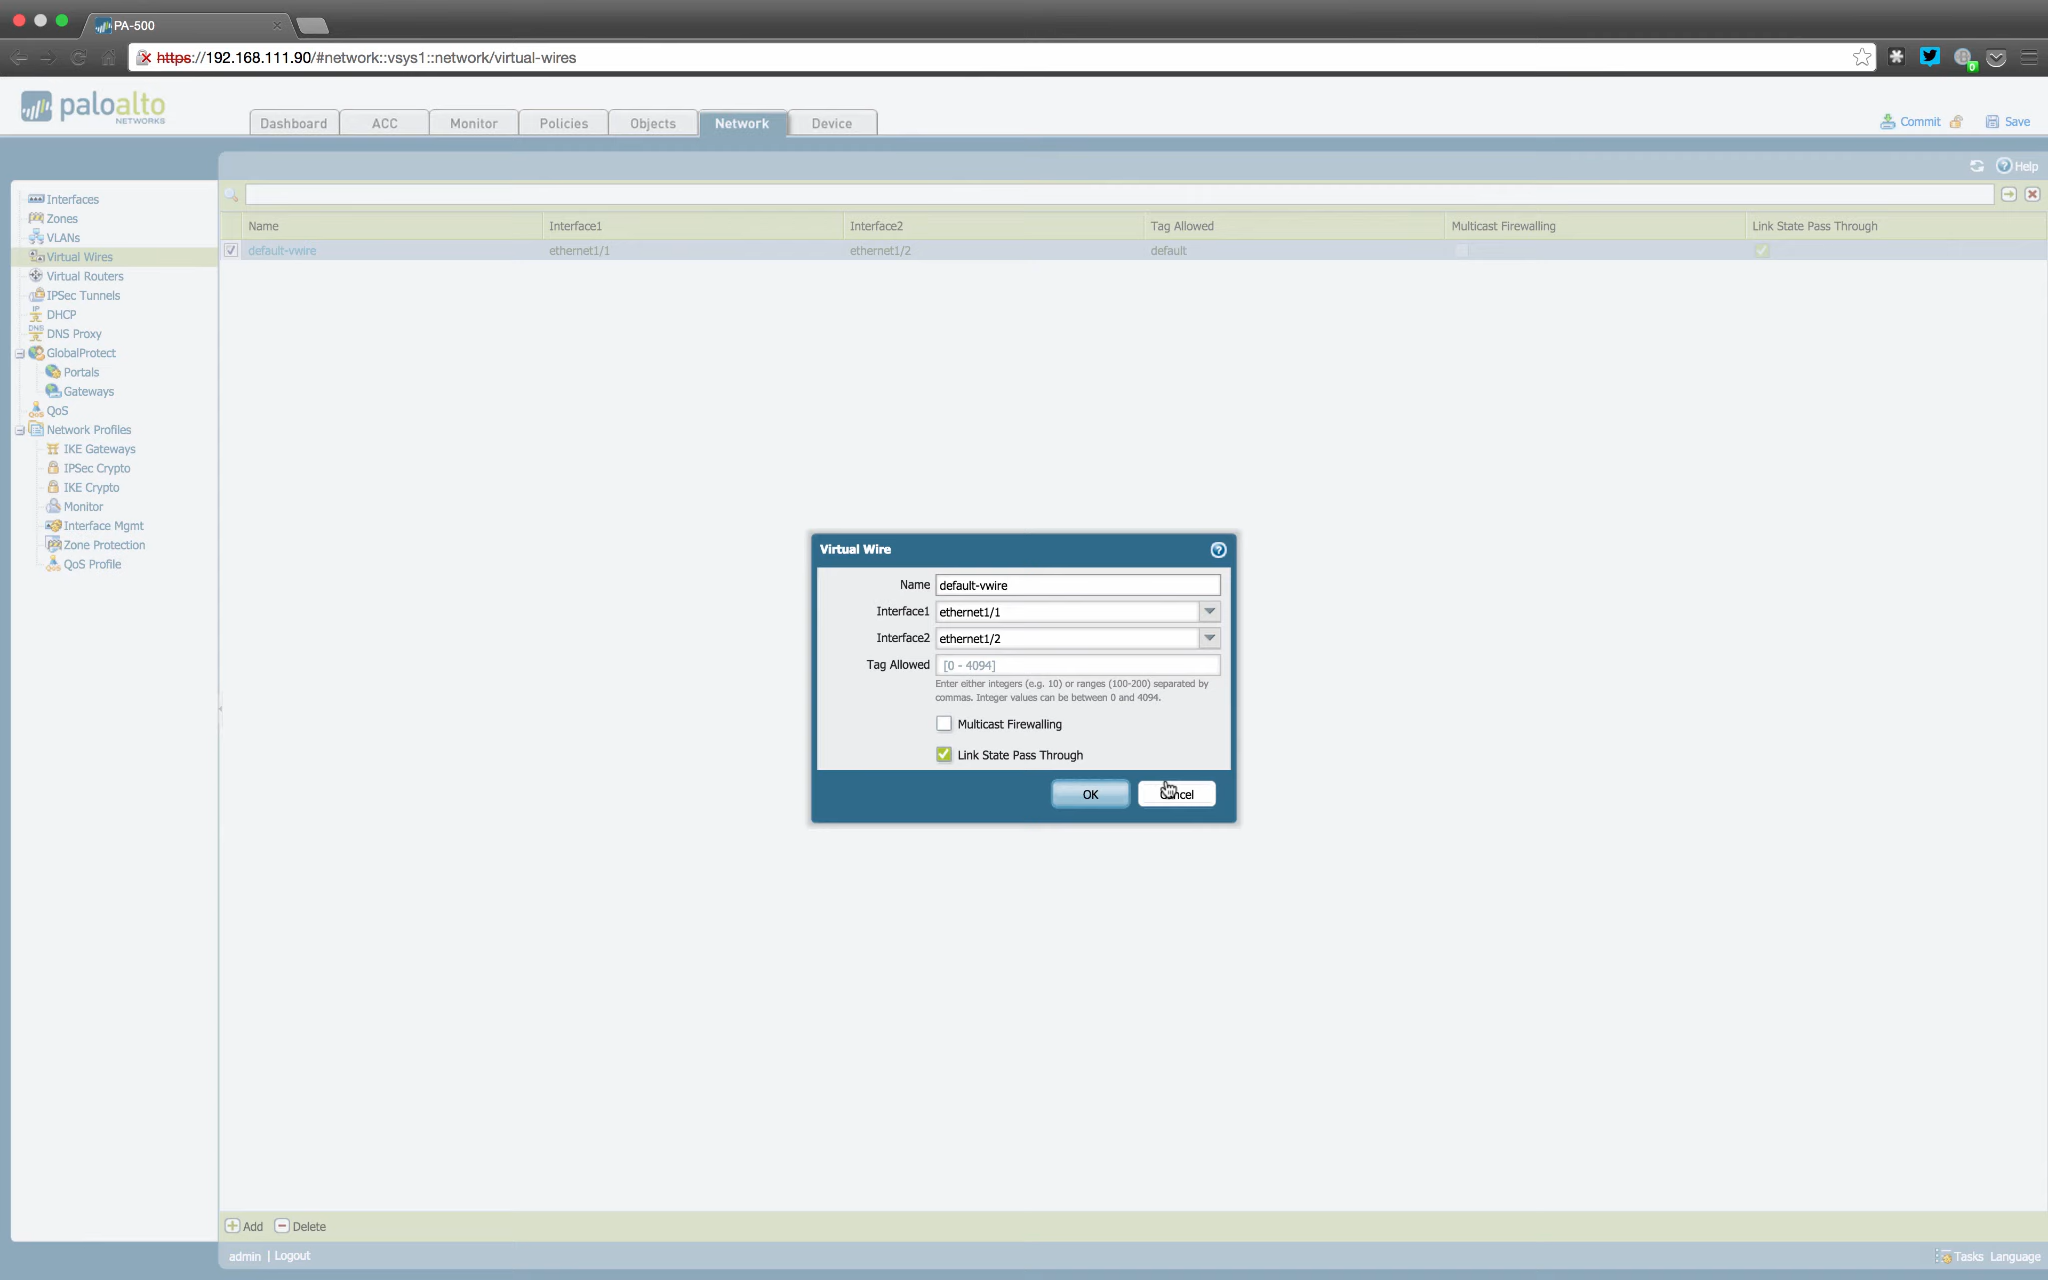 PA-500
https://192.168.111.90/#network::vsys1::network/virtual-wires
0
paloalto
NETWORKS
Dashboard
ACC
Monitor
Policies
Objects
Network
Device
Commit
Save
Help
Interfaces
Zones
VLANs
Virtual Wires
Virtual Routers
IPSec Tunnels
IP
DHCP
DNS
DNS Proxy
GlobalProtect
Portals
Gateways
QoS
QoS
Network Profiles
IKE Gateways
IPSec Crypto
IKE Crypto
Monitor
Interface Mgmt
Zone Protection
QoS Profile
Name Interface1 Interface2 Tag Allowed Multicast Firewalling Link State Pass Through
default-vwire ethernet1/1 ethernet1/2 default
Virtual Wire
Name default-vwire
Interface1 ethernet1/1
Interface2 ethernet1/2
Tag Allowed [0 - 4094]
Enter either integers (e.g. 10) or ranges (100-200) separated by
commas. Integer values can be between 0 and 4094.
Multicast Firewalling
Link State Pass Through
OK
Cancel
Add
Delete
admin | Logout
Tasks
Language